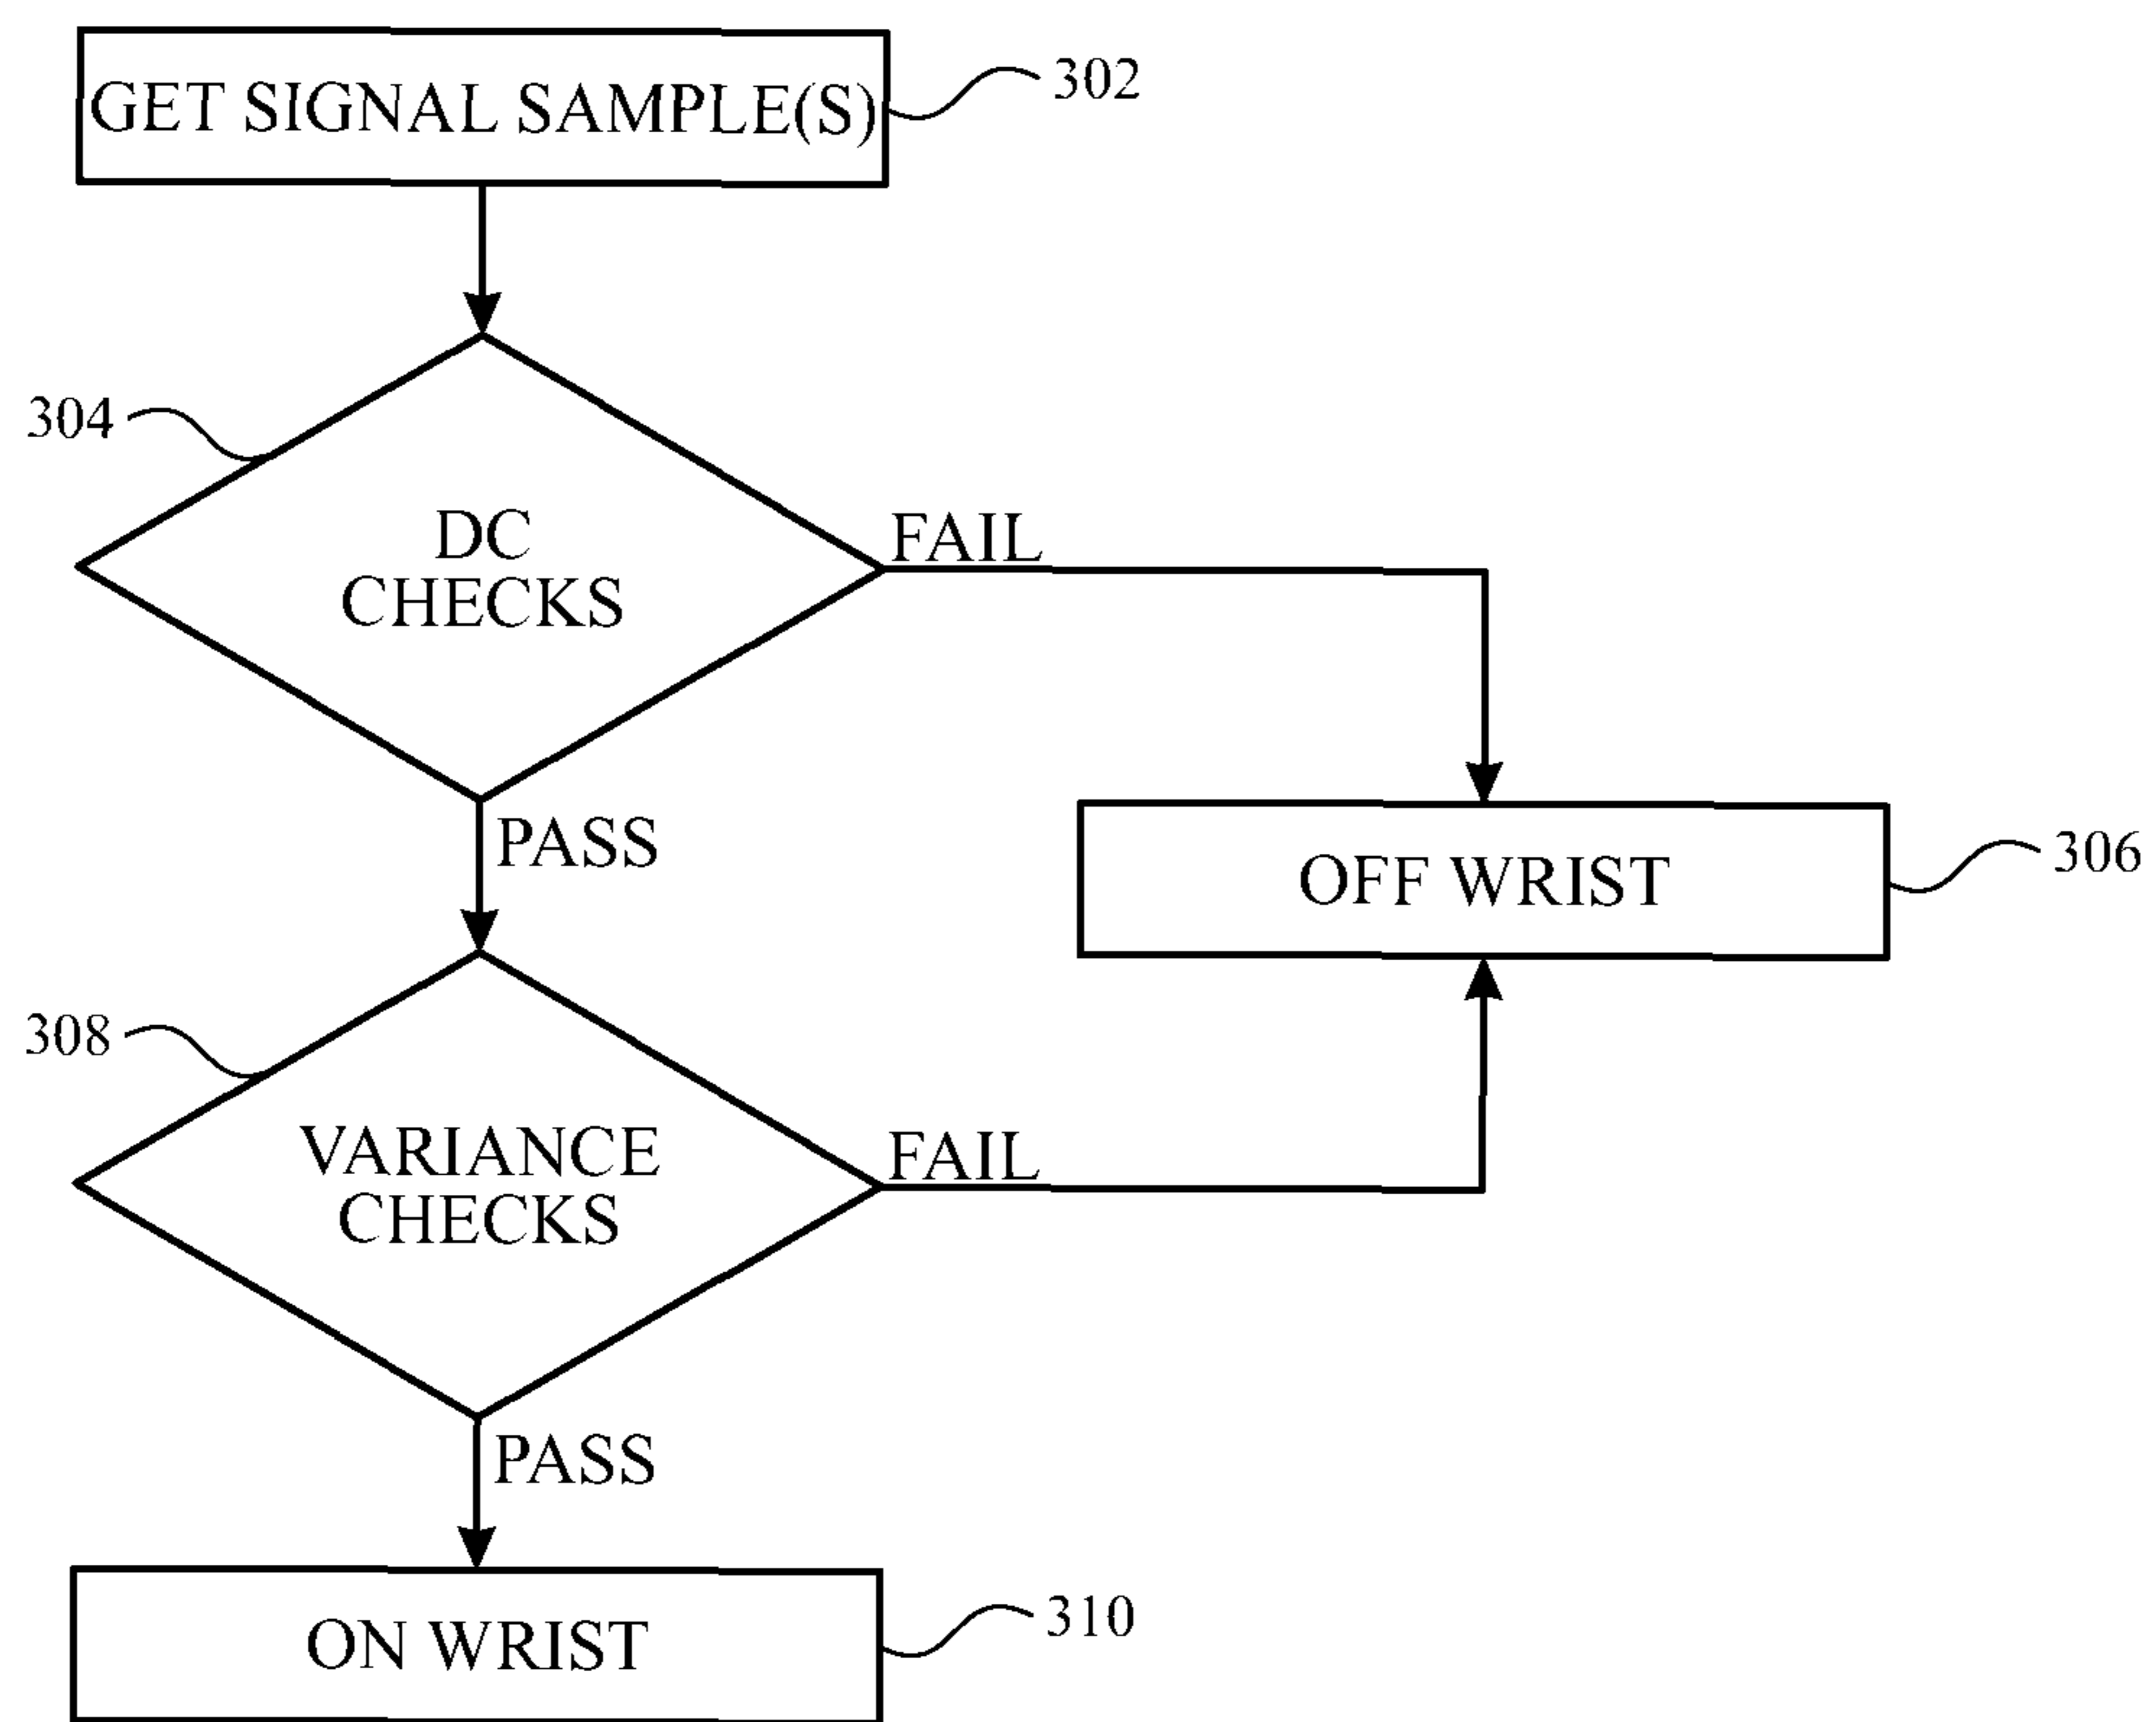 GET SIGNAL SAMPLE(S)
302
304
DC
CHECKS
FAIL
PASS
OFF WRIST
306
308
VARIANCE
CHECKS
FAIL
PASS
ON WRIST
310